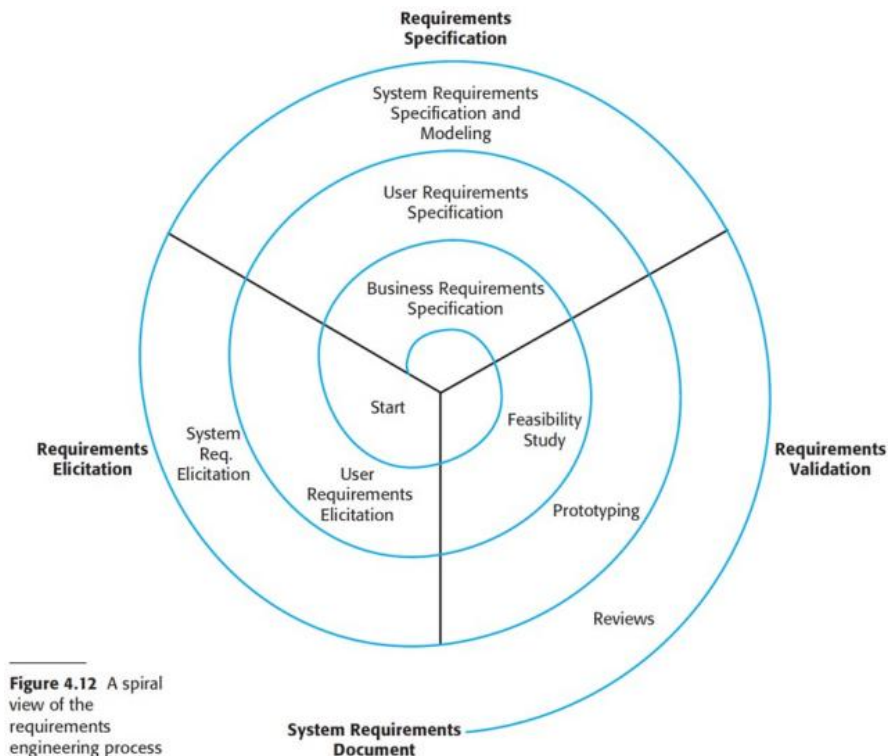 Requirements
Specification
System Requirements
Specification and
Modeling
User Requirements
Specification
Business Requirements
Specification
Start
Feasibility
Study
Requirements
Elicitation
System
Req.
Elicitation
User
Requirements
Elicitation
Requirements
Validation
Prototyping
Reviews
Figure 4.12 A spiral
view of the
requirements
engineering process
System Requirements
Document